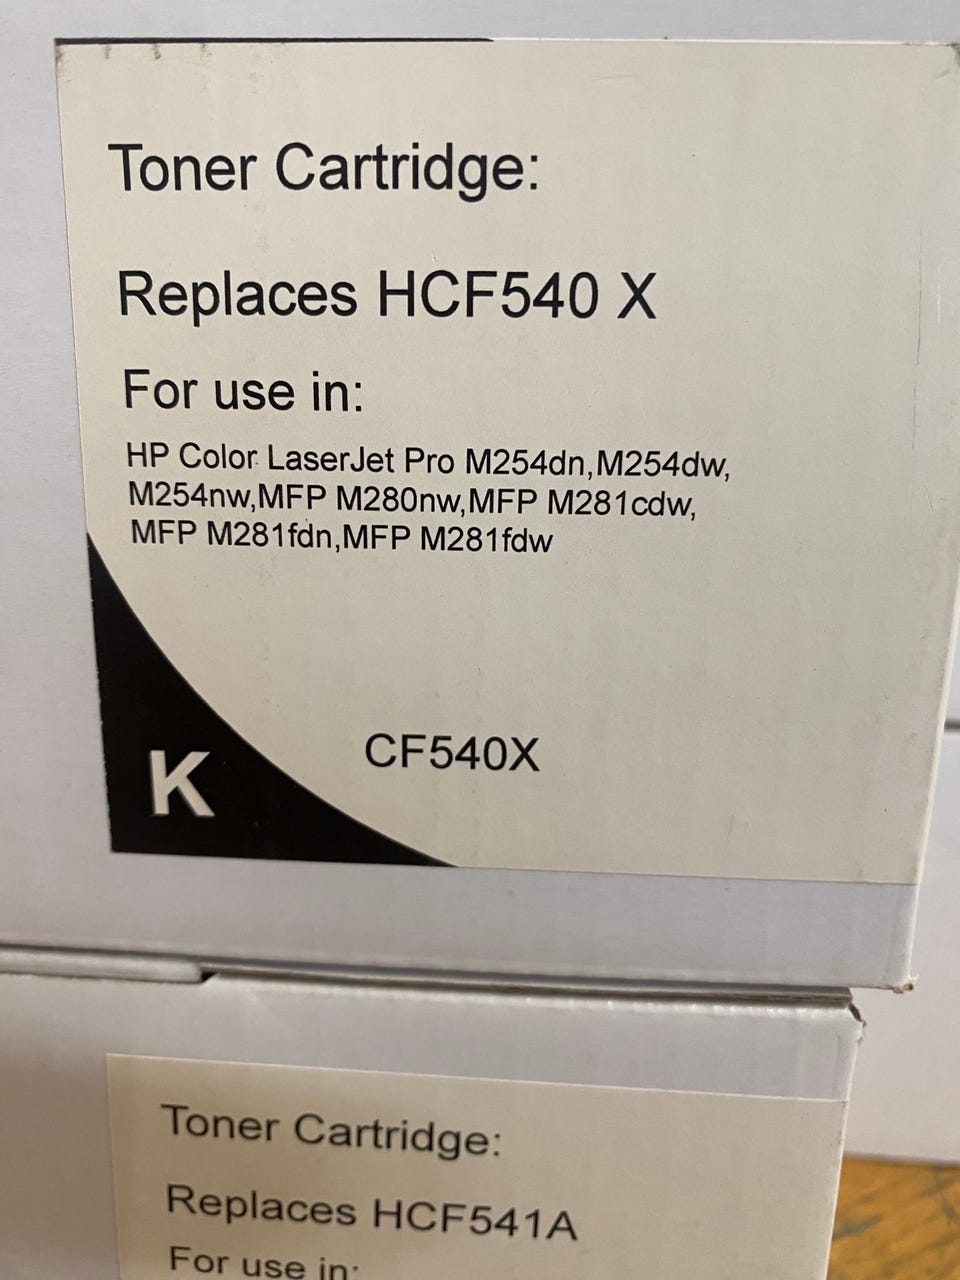 Toner Cartridge:
Replaces HCF540 X
For use in:
HP Color LaserJet Pro M254dn,M254dw,
M254nw,MFP M280nw,MFP M281cdw,
MFP M281fdn,MFP M281fdw
CF540X
K
Toner Cartridge:
Replaces HCF541A
For use in: